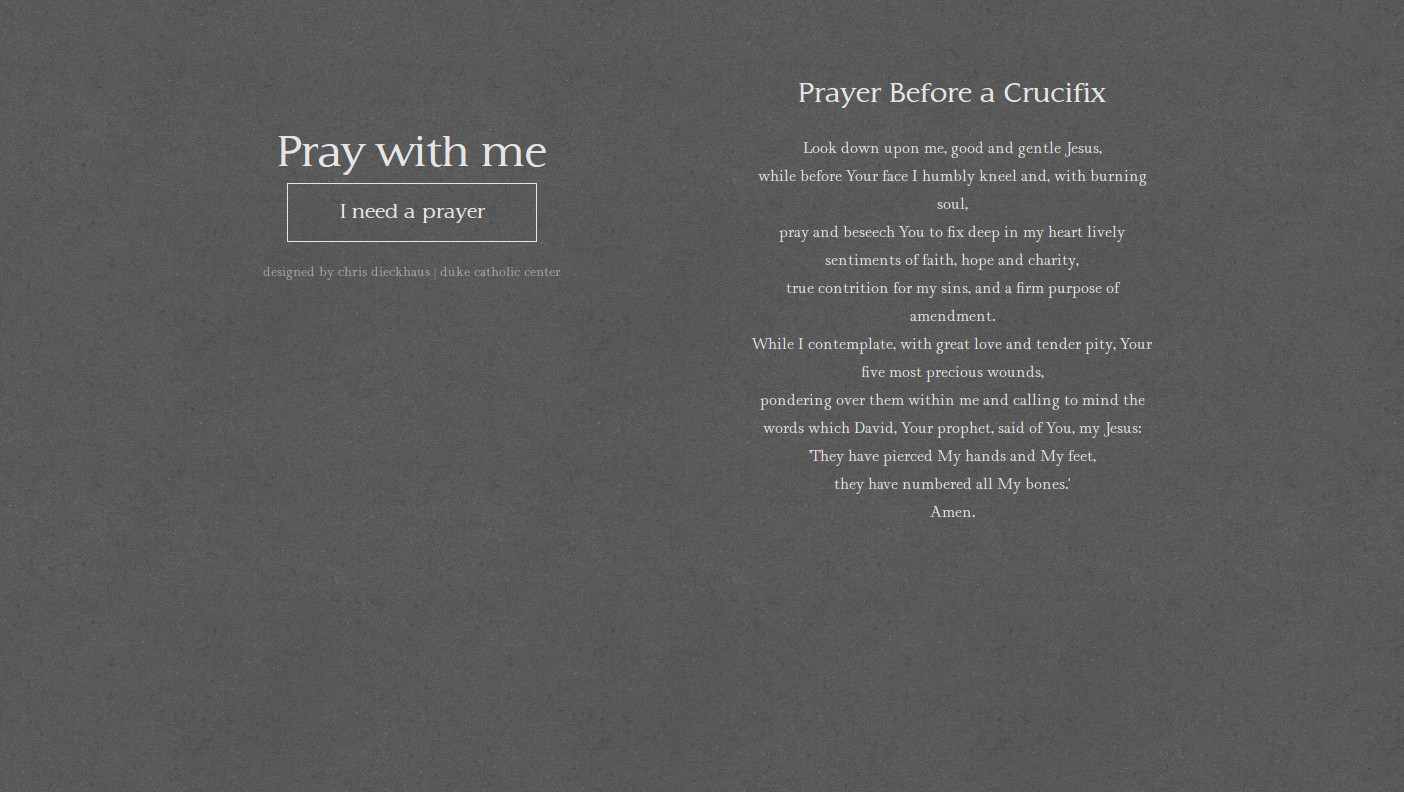 Pray with me
I need a prayer
designed by chris dieckhaus | duke catholic center
Prayer Before a Crucifix
Look down upon me, good and gentle Jesus,
while before Your face I humbly kneel and, with burning
soul,
pray and beseech You to fix deep in my heart lively
sentiments of faith, hope and charity,
true contrition for my sins, and a firm purpose of
amendment.
While I contemplate, with great love and tender pity, Your
five most precious wounds,
pondering over them within me and calling to mind the
words which David, Your prophet, said of You, my Jesus:
'They have pierced My hands and My feet,
they have numbered all My bones.'
Amen.